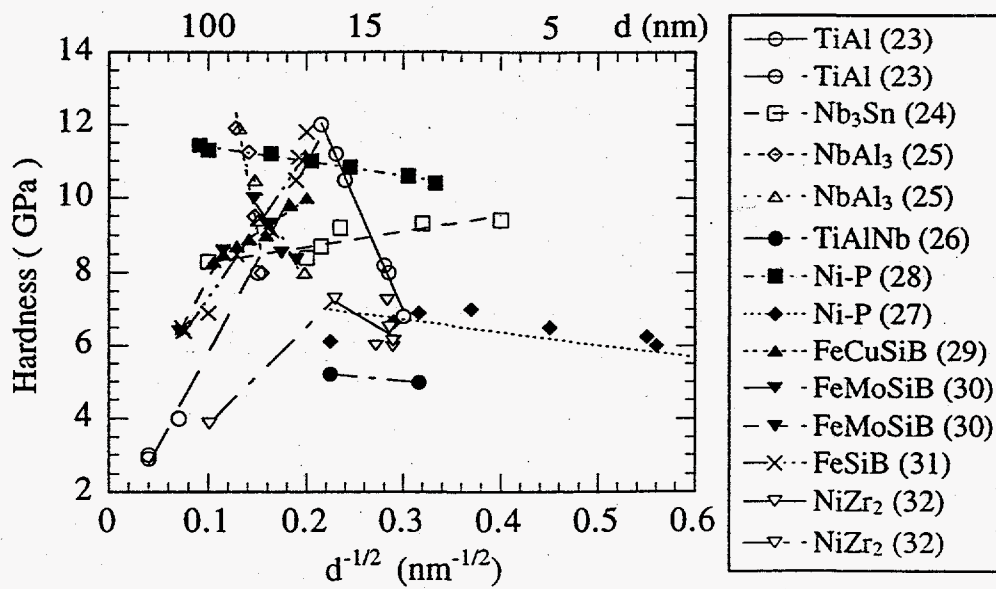 100 15 5 d (nm)
14
12
10
8
6
4
2
Hardness ( GPa)
0 0.1 0.2 0.3 0.4 0.5 0.6
d⁻¹/² (nm⁻¹/²)
TiAl (23)
TiAl (23)
Nb₃Sn (24)
NbAl₃ (25)
NbAl₃ (25)
TiAlNb (26)
Ni-P (28)
Ni-P (27)
FeCuSiB (29)
FeMoSiB (30)
FeMoSiB (30)
FeSiB (31)
NiZr₂ (32)
NiZr₂ (32)